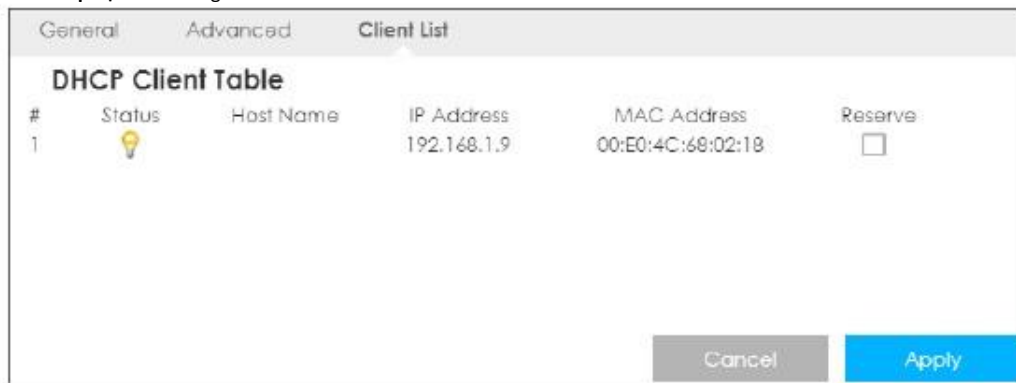 General Advanced Client List
DHCP Client Table
# Status Host Name IP Address MAC Address Reserve
1 192.168.1.9 00:E0:4C:68:02:18
Cancel Apply